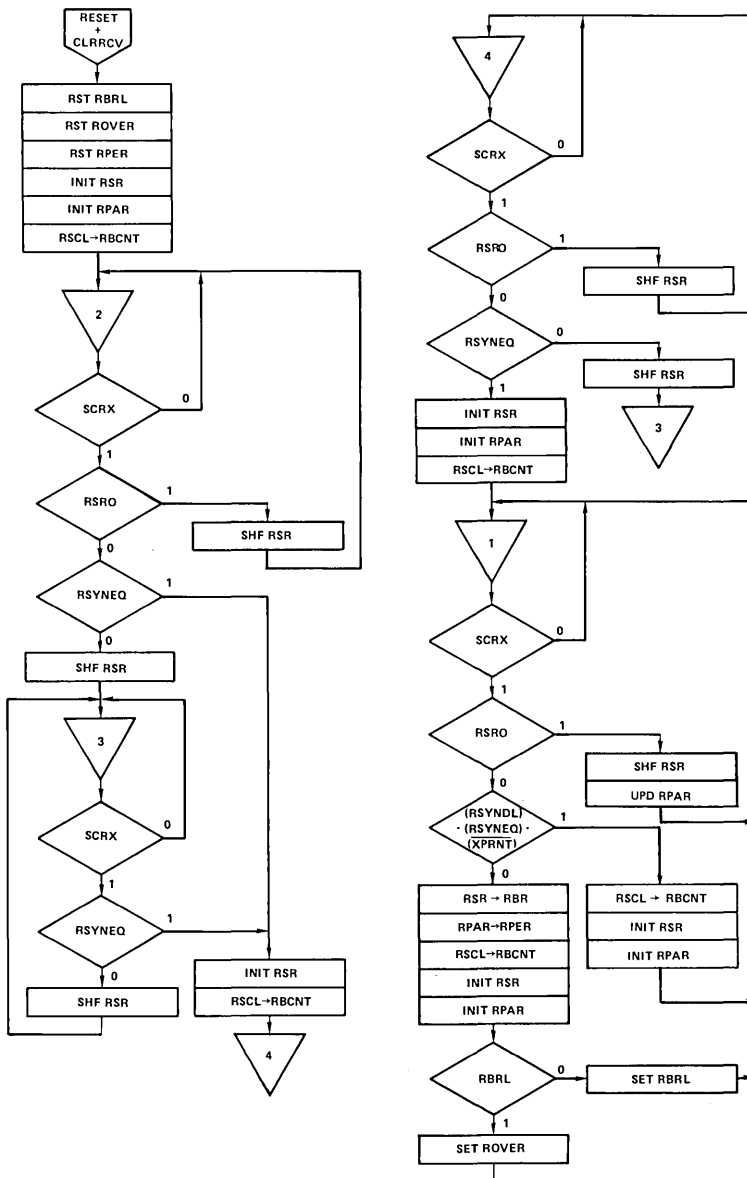 RESET
+
CLRRCV
RST RBRL
RST ROVER
RST RPER
INIT RSR
INIT RPAR
RSCL→RBCNT
2
SCRX
0
1
RSRO
1
SHF RSR
0
RSYNEQ
1
0
SHF RSR
3
SCRX
0
1
RSYNEQ
1
0
SHF RSR
INIT RSR
RSCL→RBCNT
4
4
SCRX
0
1
RSRO
1
SHF RSR
0
RSYNEQ
0
SHF RSR
3
1
INIT RSR
INIT RPAR
RSCL→RBCNT
1
SCRX
0
1
RSRO
1
SHF RSR
UPD RPAR
0
(RSYNDL)
· (RSYNEQ) ·
(X̅P̅R̅N̅T̅)
1
RSCL → RBCNT
INIT RSR
INIT RPAR
0
RSR → RBR
RPAR→RPER
RSCL→RBCNT
INIT RSR
INIT RPAR
RBRL
0
SET RBRL
1
SET ROVER